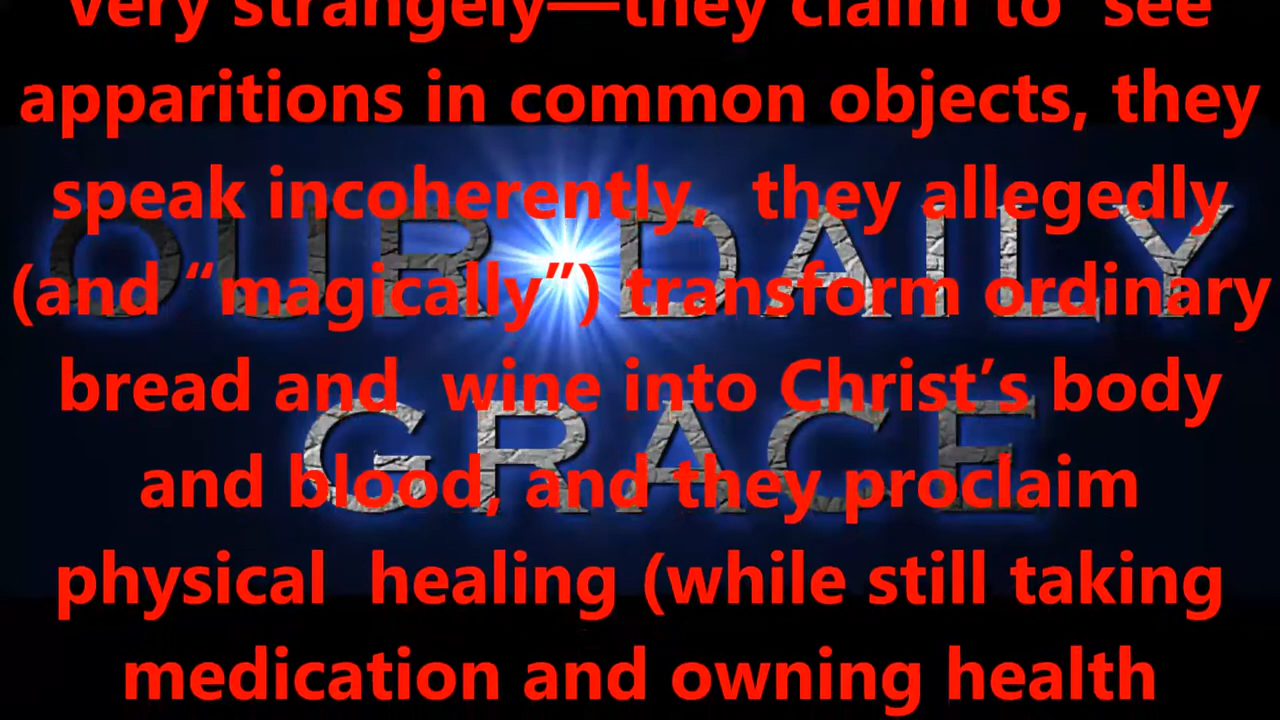 very strangely—they claim to see
apparitions in common objects, they
speak incoherently, they allegedly
(and “magically”) transform ordinary
bread and wine into Christ’s body
and blood, and they proclaim
physical healing (while still taking
medication and owning health
OUR DAILY
GRACE